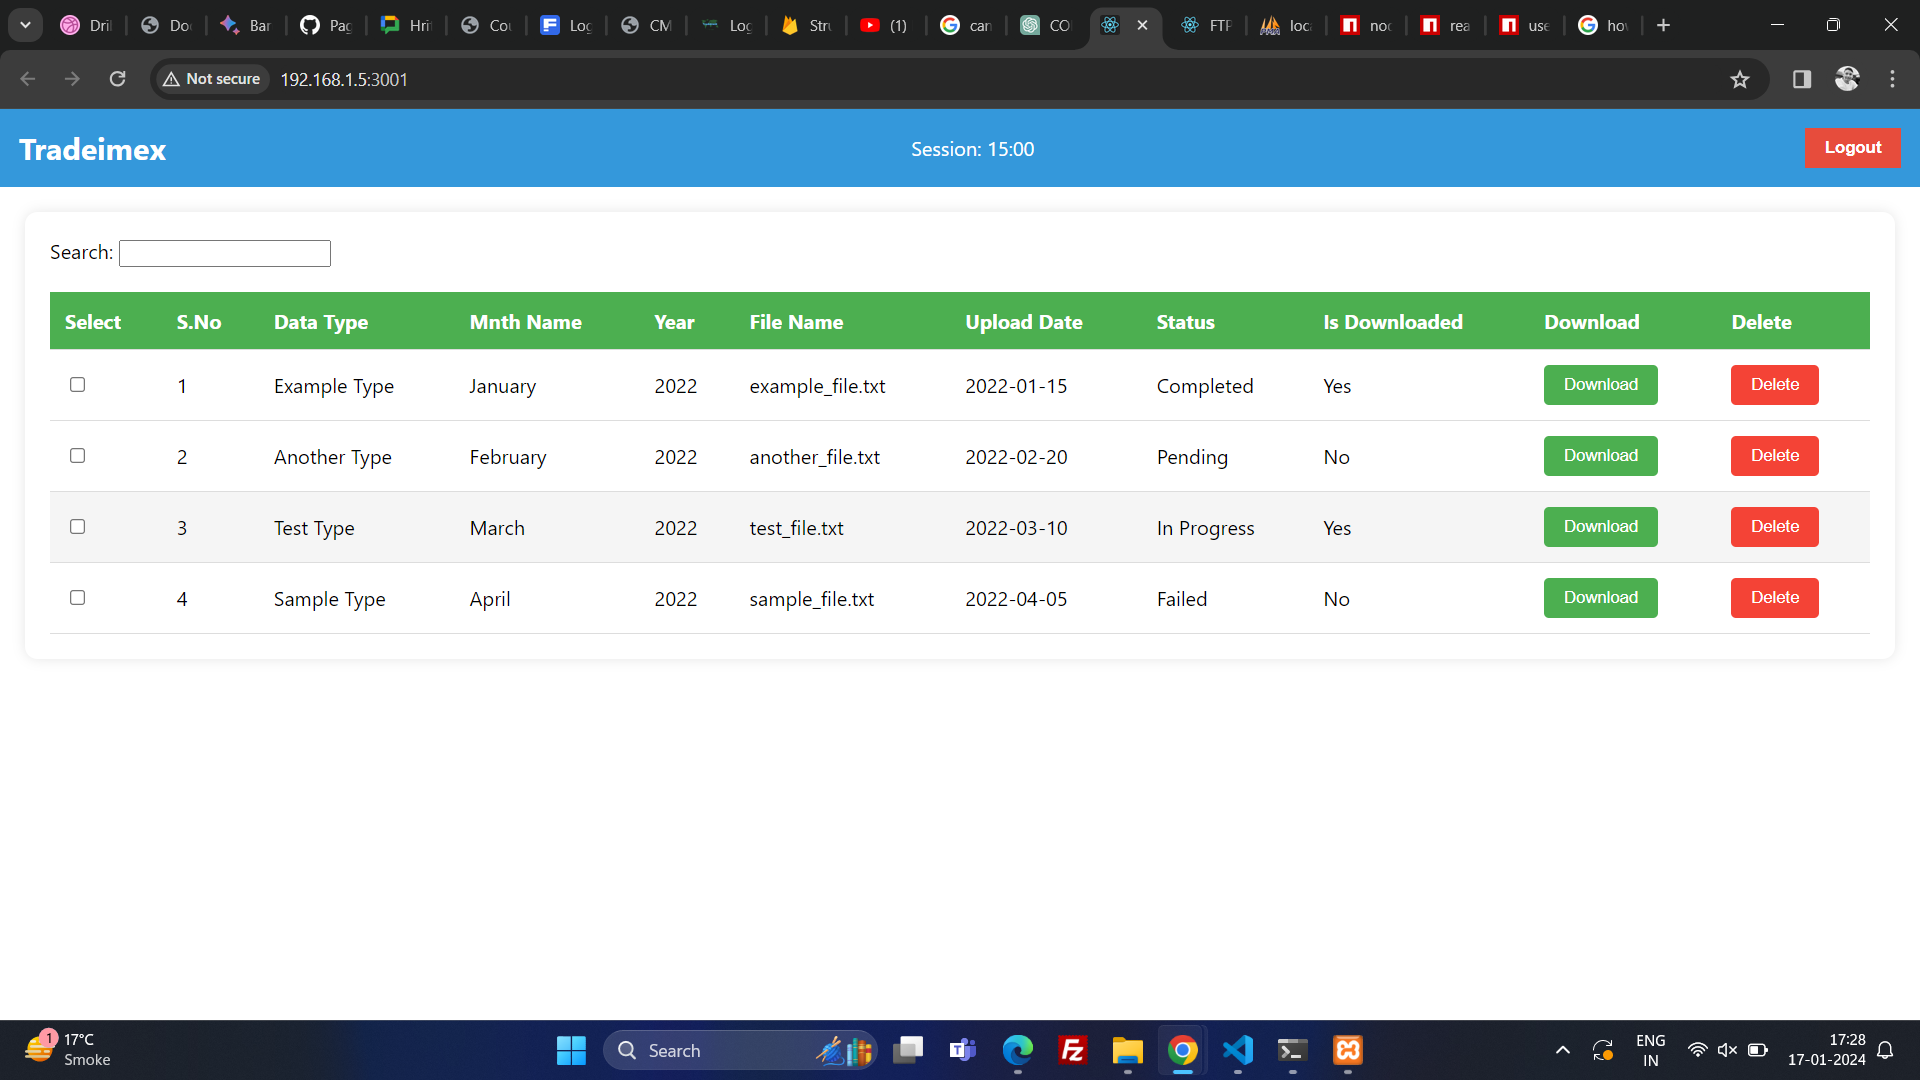 Dril Do Bar Pag Hrit Cou Log CM Log Stru (1) can CO FTP loca noc rea use how
Not secure 192.168.1.5:3001
Tradeimex Session: 15:00 Logout
Search:
Select S.No Data Type Mnth Name Year File Name Upload Date Status Is Downloaded Download Delete
1 Example Type January 2022 example_file.txt 2022-01-15 Completed Yes Download Delete
2 Another Type February 2022 another_file.txt 2022-02-20 Pending No Download Delete
3 Test Type March 2022 test_file.txt 2022-03-10 In Progress Yes Download Delete
4 Sample Type April 2022 sample_file.txt 2022-04-05 Failed No Download Delete
1 17°C
Smoke
Search
ENG
IN
17:28
17-01-2024